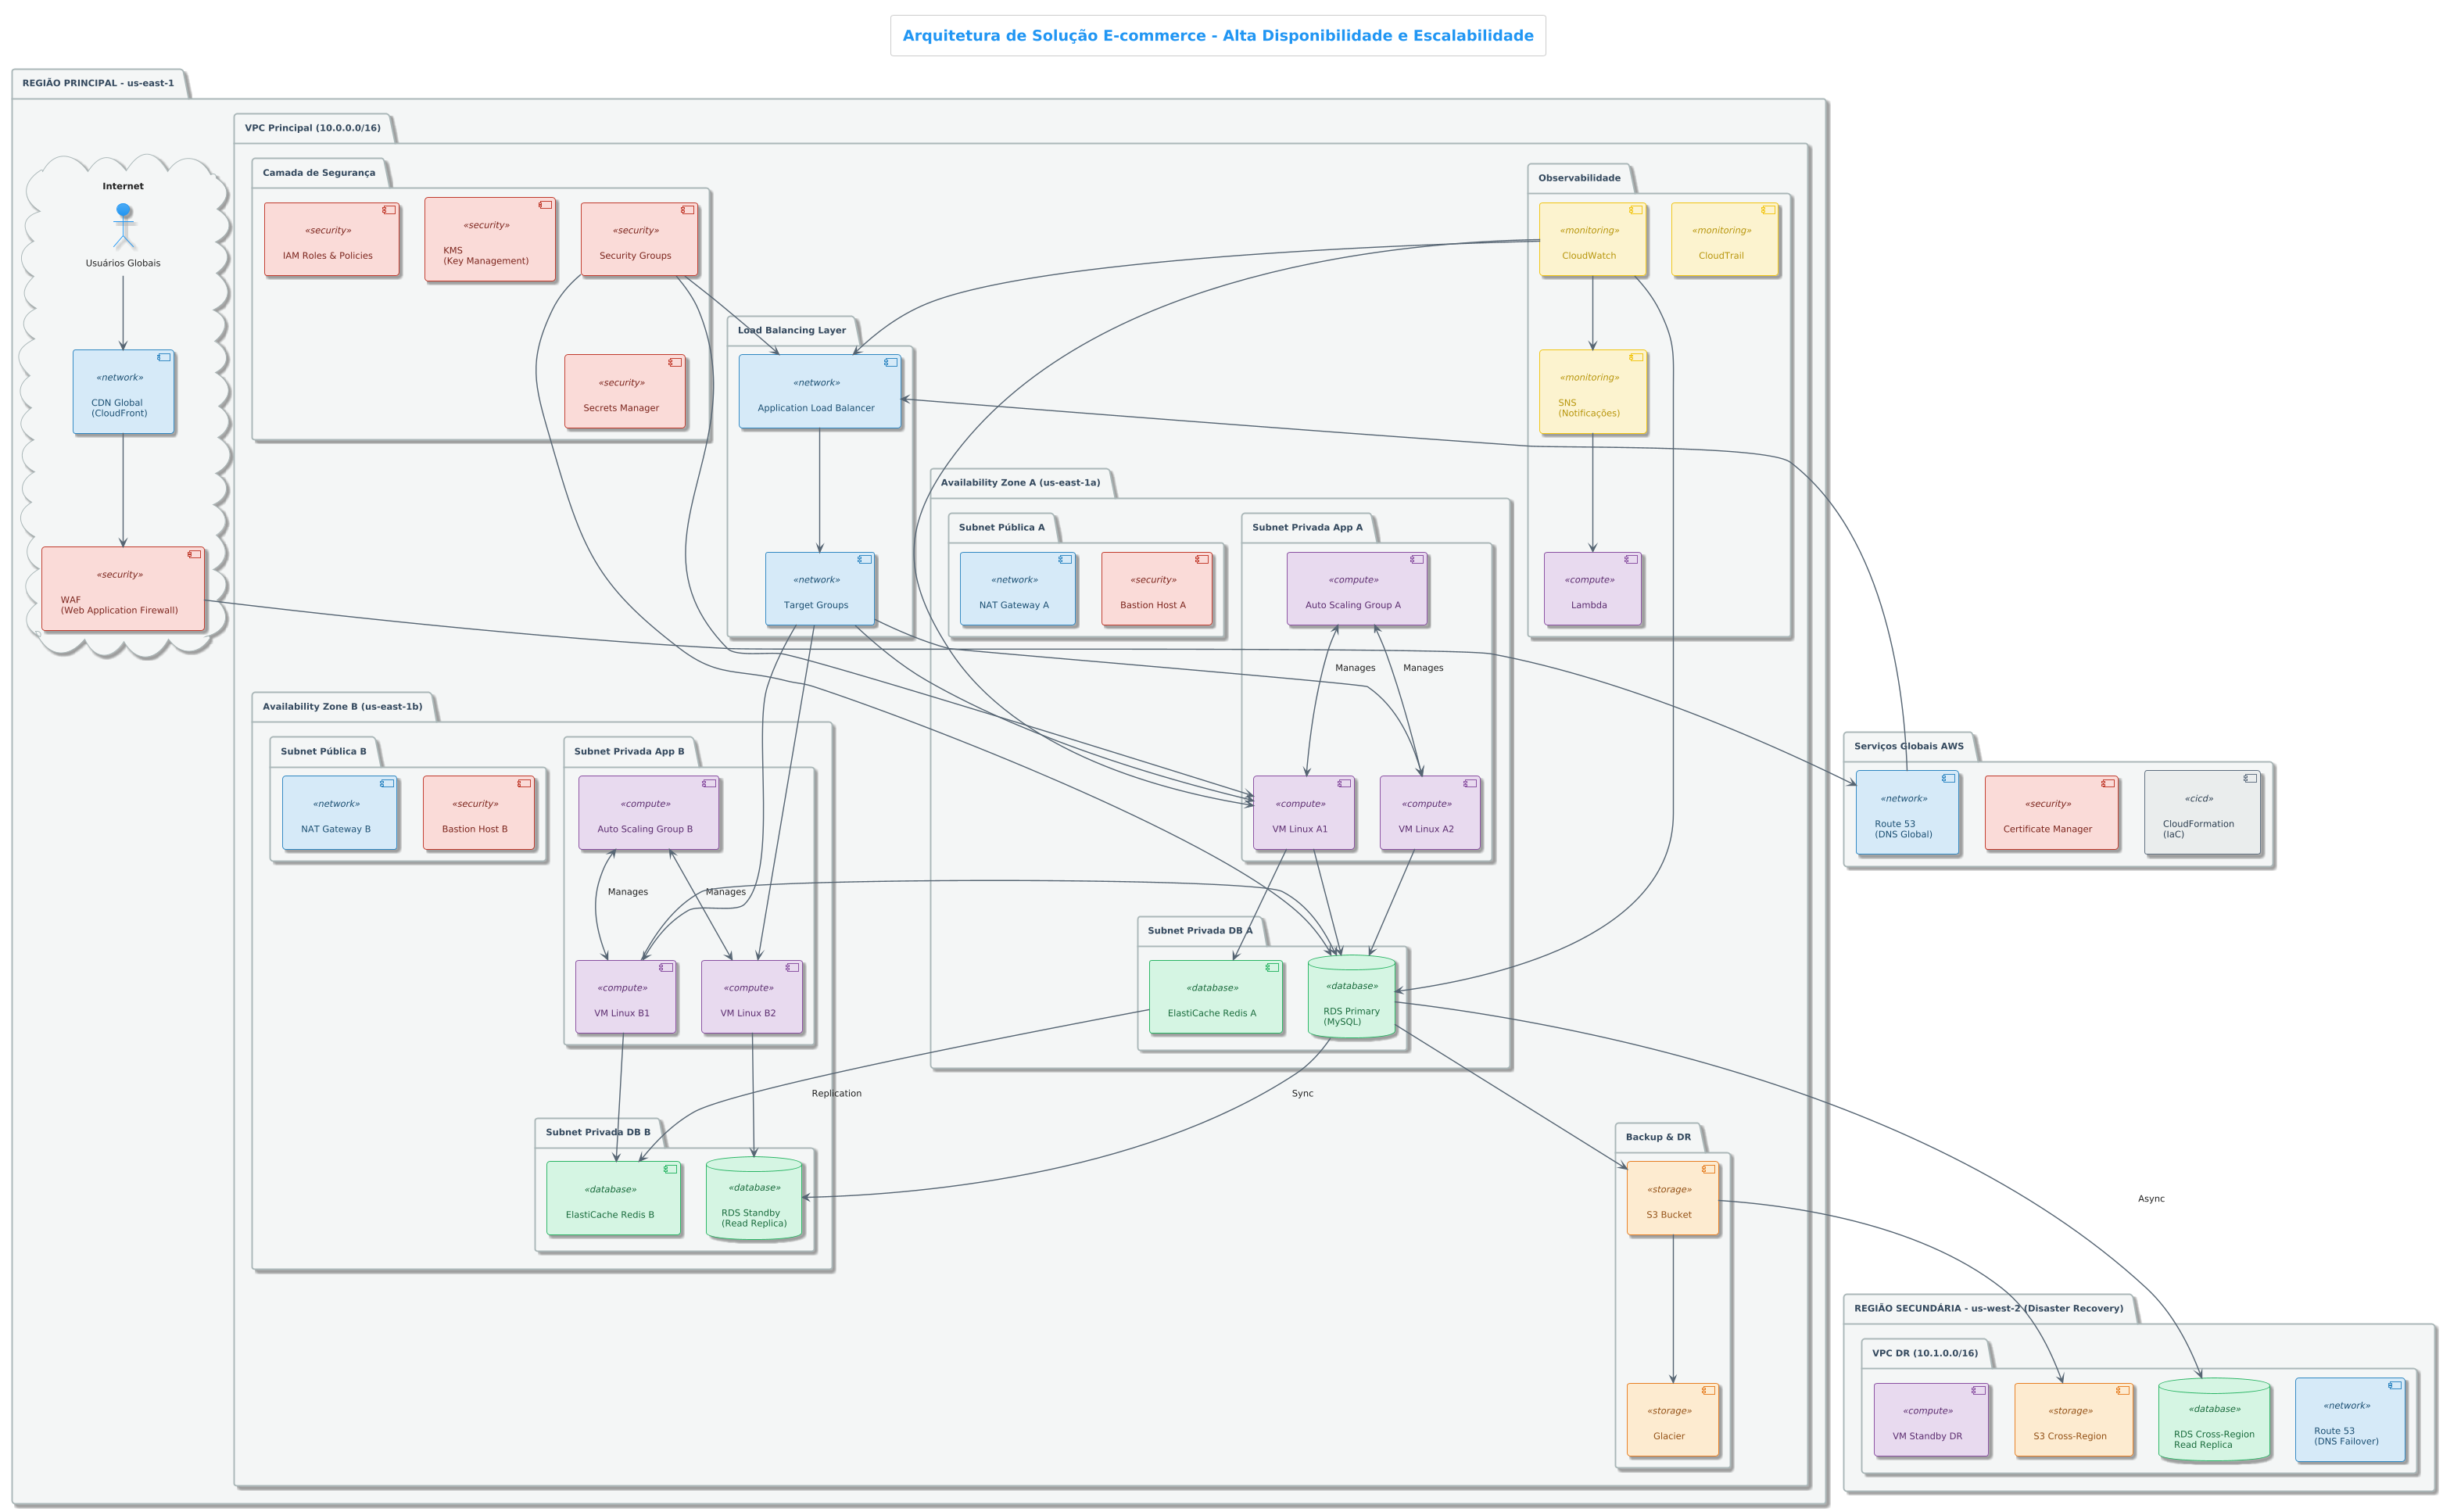 Arquitetura de Solução E-commerce - Alta Disponibilidade e Escalabilidade
REGIÃO PRINCIPAL - us-east-1
Internet
Usuários Globais
«network»
CDN Global
(CloudFront)
«security»
WAF
(Web Application Firewall)
VPC Principal (10.0.0.0/16)
Camada de Segurança
«security»
IAM Roles & Policies
«security»
KMS
(Key Management)
«security»
Security Groups
«security»
Secrets Manager
Load Balancing Layer
«network»
Application Load Balancer
«network»
Target Groups
Observabilidade
«monitoring»
CloudWatch
«monitoring»
CloudTrail
«monitoring»
SNS
(Notificações)
«compute»
Lambda
Availability Zone A (us-east-1a)
Subnet Pública A
«network»
NAT Gateway A
«security»
Bastion Host A
Subnet Privada App A
«compute»
Auto Scaling Group A
Manages
Manages
«compute»
VM Linux A1
«compute»
VM Linux A2
Subnet Privada DB A
«database»
ElastiCache Redis A
«database»
RDS Primary
(MySQL)
Availability Zone B (us-east-1b)
Subnet Pública B
«network»
NAT Gateway B
«security»
Bastion Host B
Subnet Privada App B
«compute»
Auto Scaling Group B
Manages
Manages
«compute»
VM Linux B1
«compute»
VM Linux B2
Replication
Sync
Subnet Privada DB B
«database»
ElastiCache Redis B
«database»
RDS Standby
(Read Replica)
Backup & DR
«storage»
S3 Bucket
«storage»
Glacier
Serviços Globais AWS
«network»
Route 53
(DNS Global)
«security»
Certificate Manager
«cicd»
CloudFormation
(IaC)
Async
REGIÃO SECUNDÁRIA - us-west-2 (Disaster Recovery)
VPC DR (10.1.0.0/16)
«compute»
VM Standby DR
«storage»
S3 Cross-Region
«database»
RDS Cross-Region
Read Replica
«network»
Route 53
(DNS Failover)